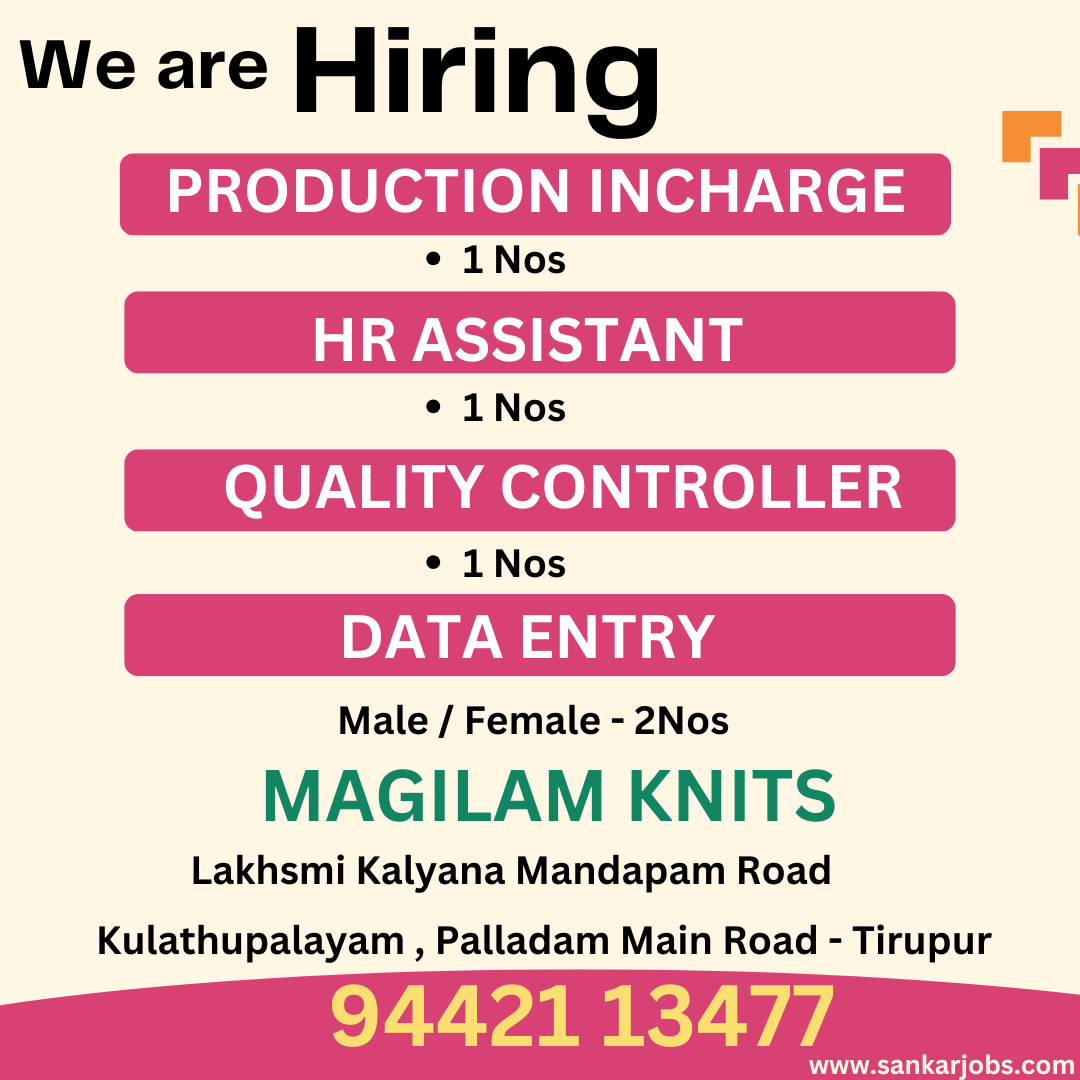 We are Hiring
PRODUCTION INCHARGE
• 1 Nos
HR ASSISTANT
• 1 Nos
QUALITY CONTROLLER
• 1 Nos
DATA ENTRY
Male / Female - 2Nos
MAGILAM KNITS
Lakhsmi Kalyana Mandapam Road
Kulathupalayam , Palladam Main Road - Tirupur
94421 13477
www.sankarjobs.com